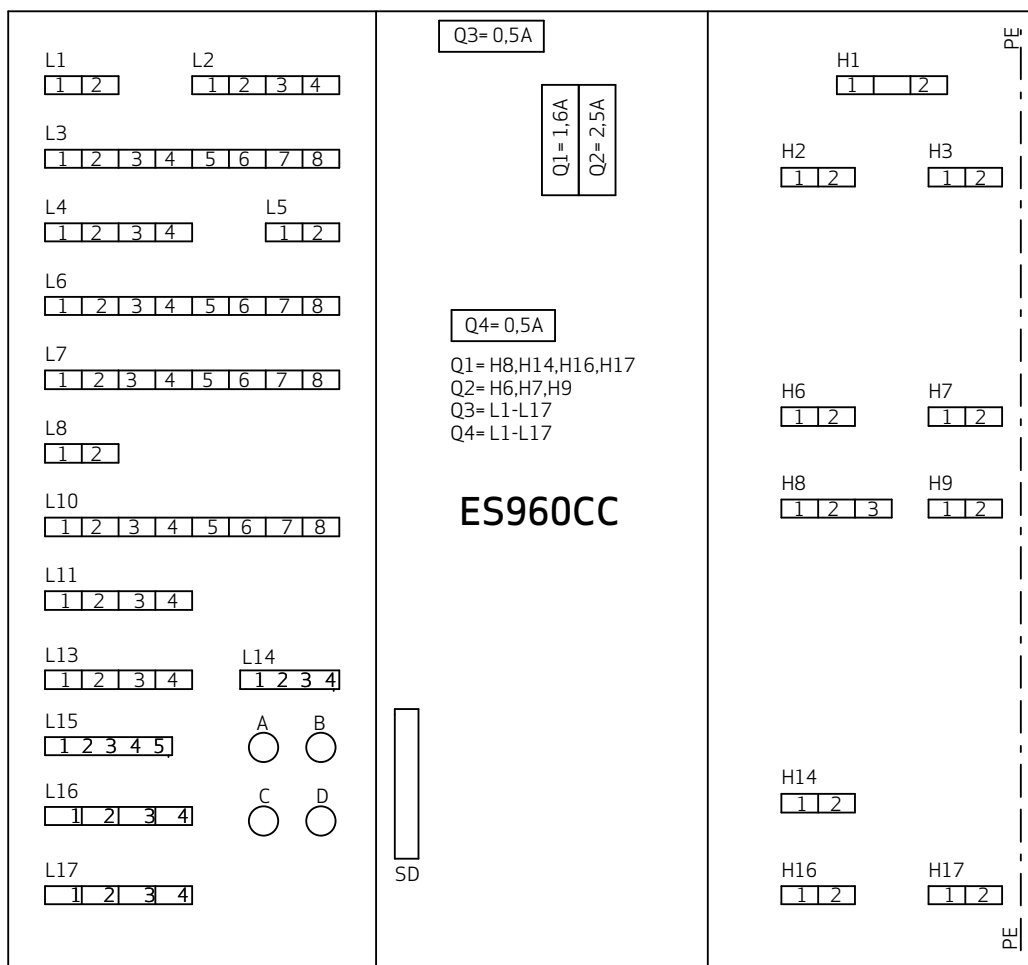 Q3= 0,5A
PE
L1 L2 H1
1 2 1 2 3 4 1 2
Q1= 1,6A
Q2= 2,5A
L3 H2 H3
1 2 3 4 5 6 7 8 1 2 1 2
L4 L5
1 2 3 4 1 2
L6
1 2 3 4 5 6 7 8
Q4= 0,5A
L7
1 2 3 4 5 6 7 8
Q1= H8,H14,H16,H17
Q2= H6,H7,H9
Q3= L1-L17
Q4= L1-L17
H6 H7
1 2 1 2
L8
1 2
H8 H9
1 2 3 1 2
L10
1 2 3 4 5 6 7 8
ES960CC
L11
1 2 3 4
L13 L14
1 2 3 4 1 2 3 4
L15 A B
1 2 3 4 5
L16 C D H14
1 2 3 4 1 2
SD
L17 H16 H17
1 2 3 4 1 2 1 2
PE